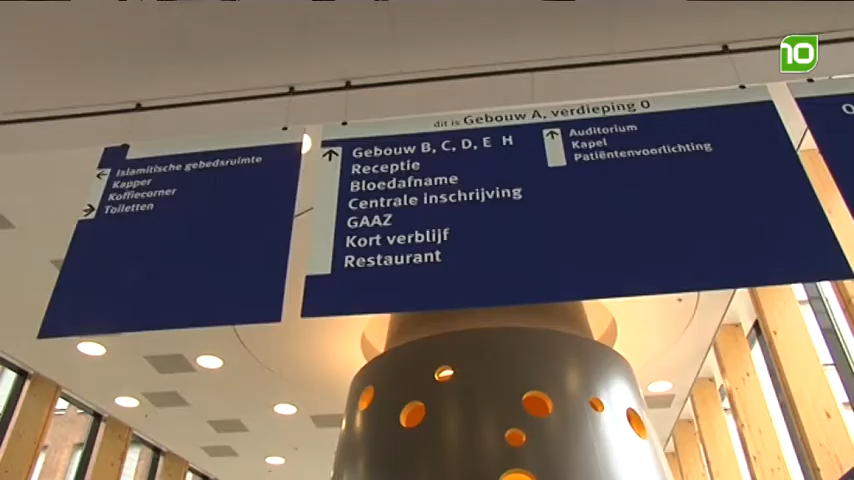 10
dit is Gebouw A, verdieping 0
Islamitische gebedsruimte
Kapper
Koffiecorner
Toiletten
Gebouw B, C, D, E H
Receptie
Bloedafname
Centrale inschrijving
GAAZ
Kort verblijf
Restaurant
Auditorium
Kapel
Patiëntenvoorlichting